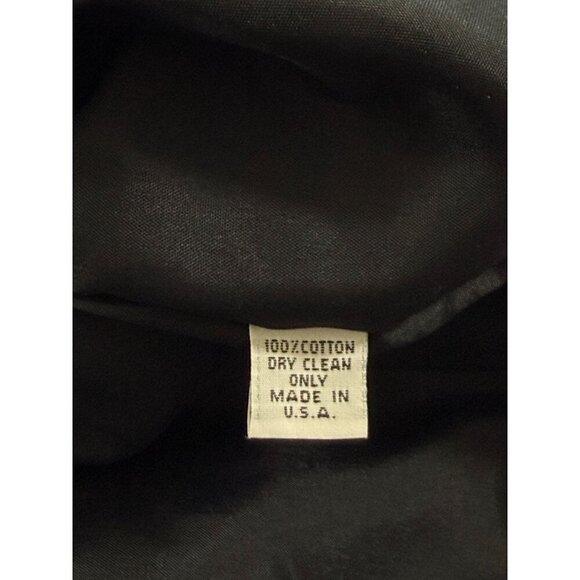 100% COTTON
DRY CLEAN
ONLY
MADE IN
U.S.A.